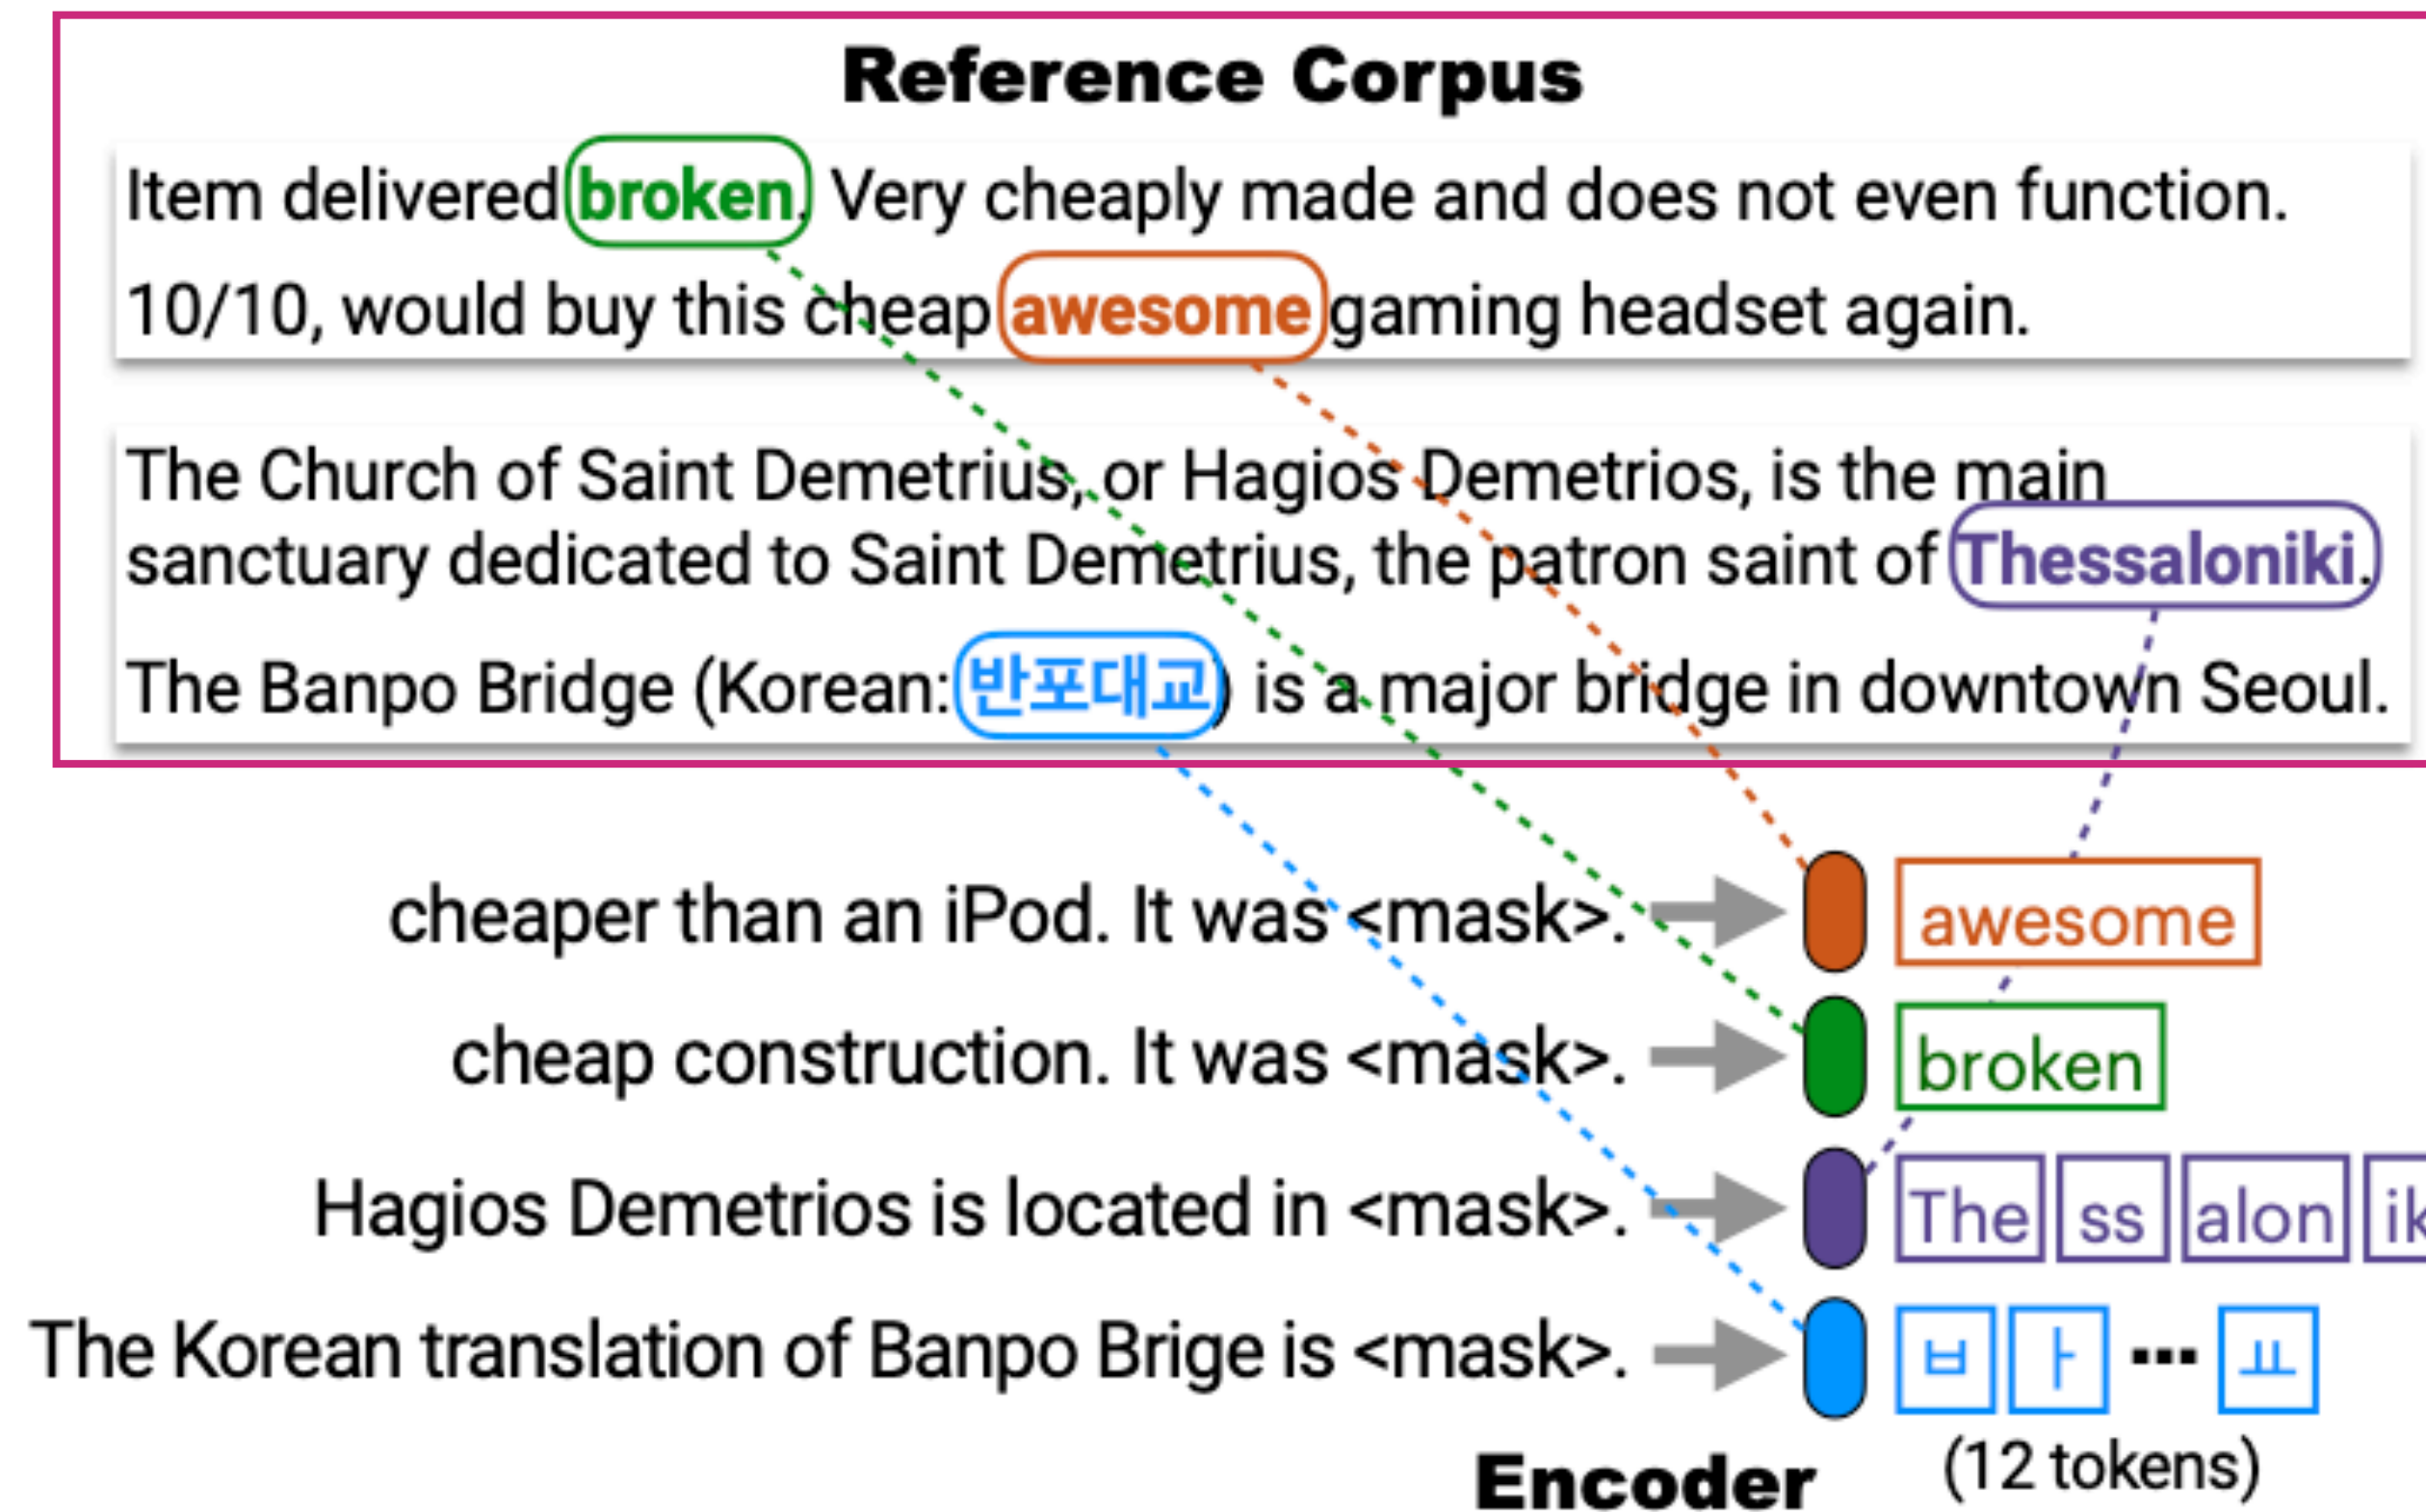 Reference Corpus
Item delivered broken. Very cheaply made and does not even function.
10/10, would buy this cheap awesome gaming headset again.
The Church of Saint Demetrius, or Hagios Demetrios, is the main
sanctuary dedicated to Saint Demetrius, the patron saint of Thessaloniki.
The Banpo Bridge (Korean: 반포대교) is a major bridge in downtown Seoul.
cheaper than an iPod. It was <mask>. awesome
cheap construction. It was <mask>. broken
Hagios Demetrios is located in <mask>. The ss alon ik
The Korean translation of Banpo Brige is <mask>. ㅂ ㅏ ... ㅛ
(12 tokens)
Encoder